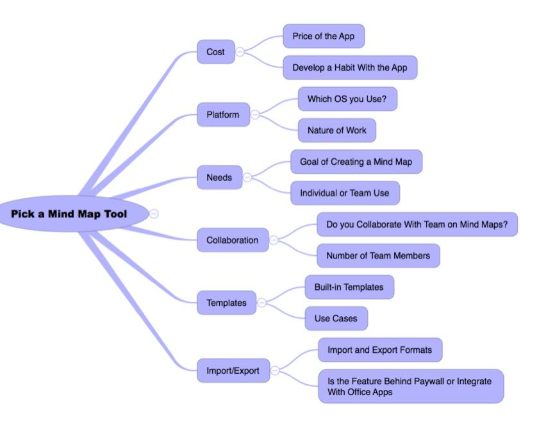 Pick a Mind Map Tool
Cost
Price of the App
Develop a Habit With the App
Platform
Which OS you Use?
Nature of Work
Needs
Goal of Creating a Mind Map
Individual or Team Use
Collaboration
Do you Collaborate With Team on Mind Maps?
Number of Team Members
Templates
Built-in Templates
Use Cases
Import/Export
Import and Export Formats
Is the Feature Behind Paywall or Integrate
With Office Apps